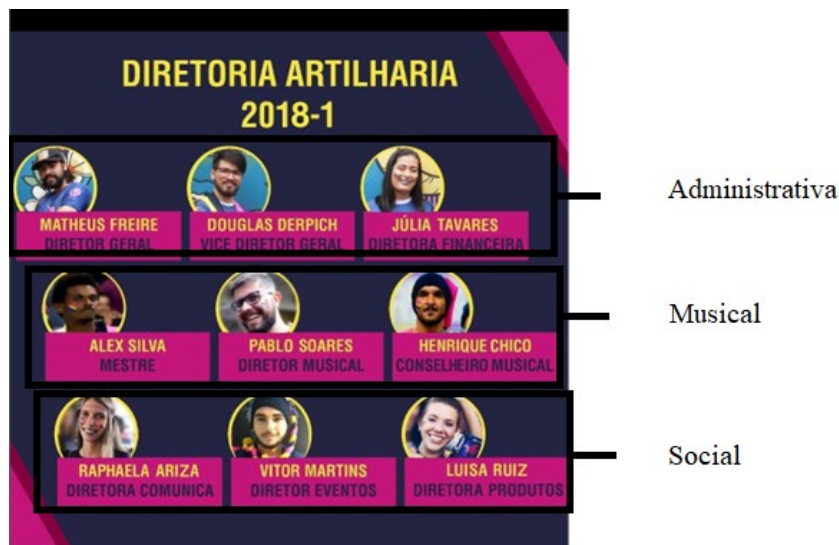 DIRETORIA ARTILHARIA
2018-1
MATHEUS FREIRE
DIRETOR GERAL
DOUGLAS DERPICH
VICE DIRETOR GERAL
JÚLIA TAVARES
DIRETORA FINANCEIRA
Administrativa
ALEX SILVA
MESTRE
PABLO SOARES
DIRETOR MUSICAL
HENRIQUE CHICO
CONSELHEIRO MUSICAL
Musical
RAPHAELA ARIZA
DIRETORA COMUNICA
VITOR MARTINS
DIRETOR EVENTOS
LUISA RUIZ
DIRETORA PRODUTOS
Social